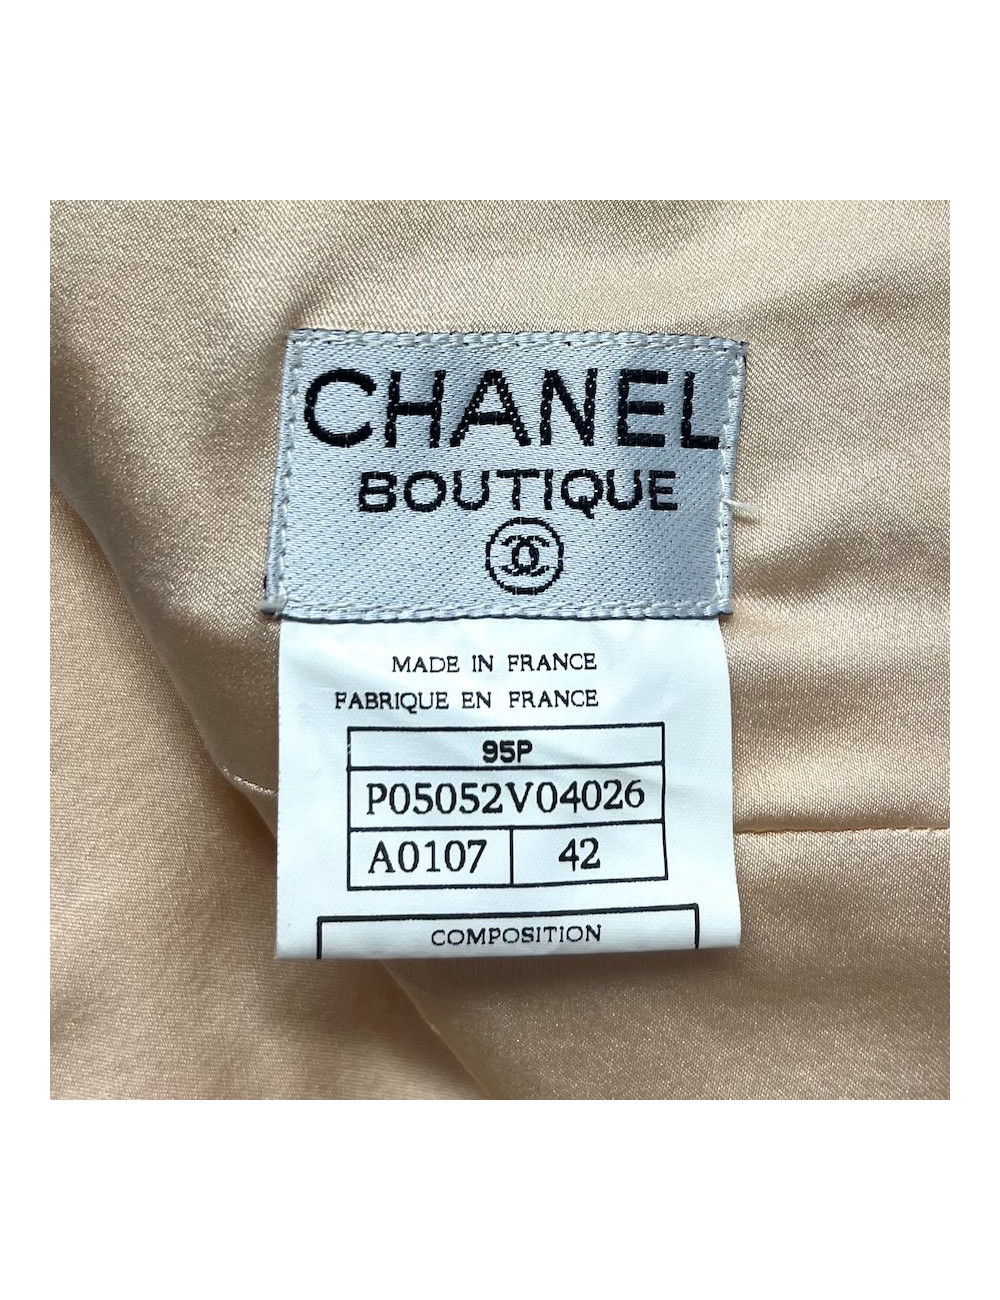 CHANEL
BOUTIQUE
MADE IN FRANCE
FABRIQUE EN FRANCE
95P
P05052V04026
A0107 42
COMPOSITION